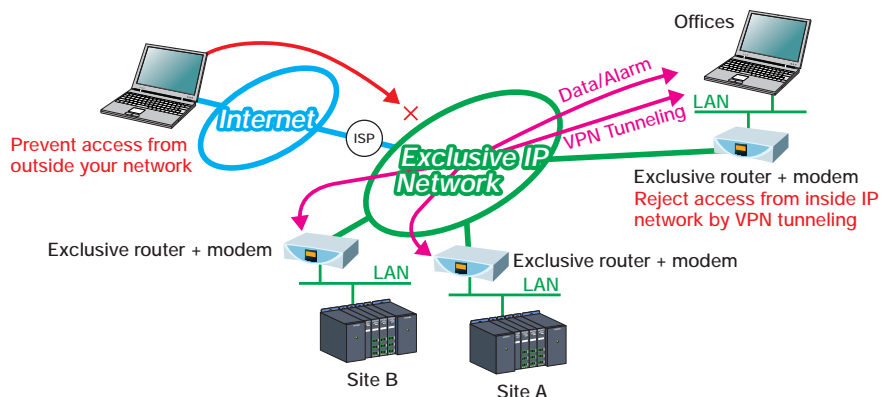 Offices
Data/Alarm
Internet
ISP
VPN Tunneling
LAN
Prevent access from
outside your network
Exclusive IP
Network
Exclusive router + modem
Reject access from inside IP
network by VPN tunneling
Exclusive router + modem
Exclusive router + modem
LAN
LAN
Site B
Site A